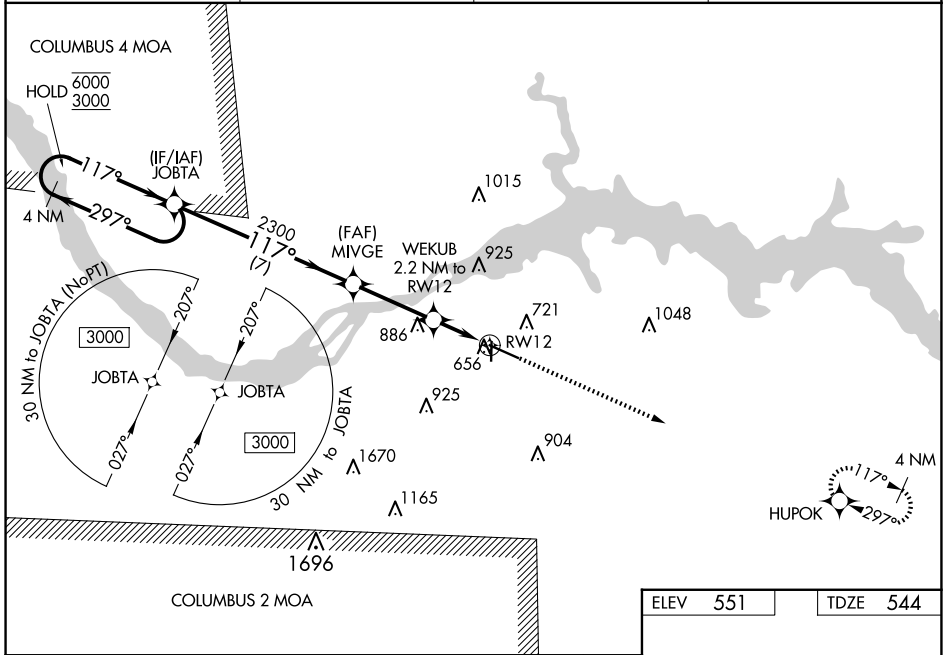 COLUMBUS 4 MOA
HOLD
6000
3000
117°
(IF/IAF)
JOBTA
297°
4 NM
2300
117°
(7)
(FAF)
MIVGE
WEKUB
2.2 NM to
RW12
1015
925
721
1048
886
656
RW12
925
904
1670
1165
1696
30 NM to JOBTA (NoPT)
207°
3000
JOBTA
027°
207°
JOBTA
3000
027°
30 NM to JOBTA
4 NM
117°
HUPOK
297°
COLUMBUS 2 MOA
ELEV 551
TDZE 544